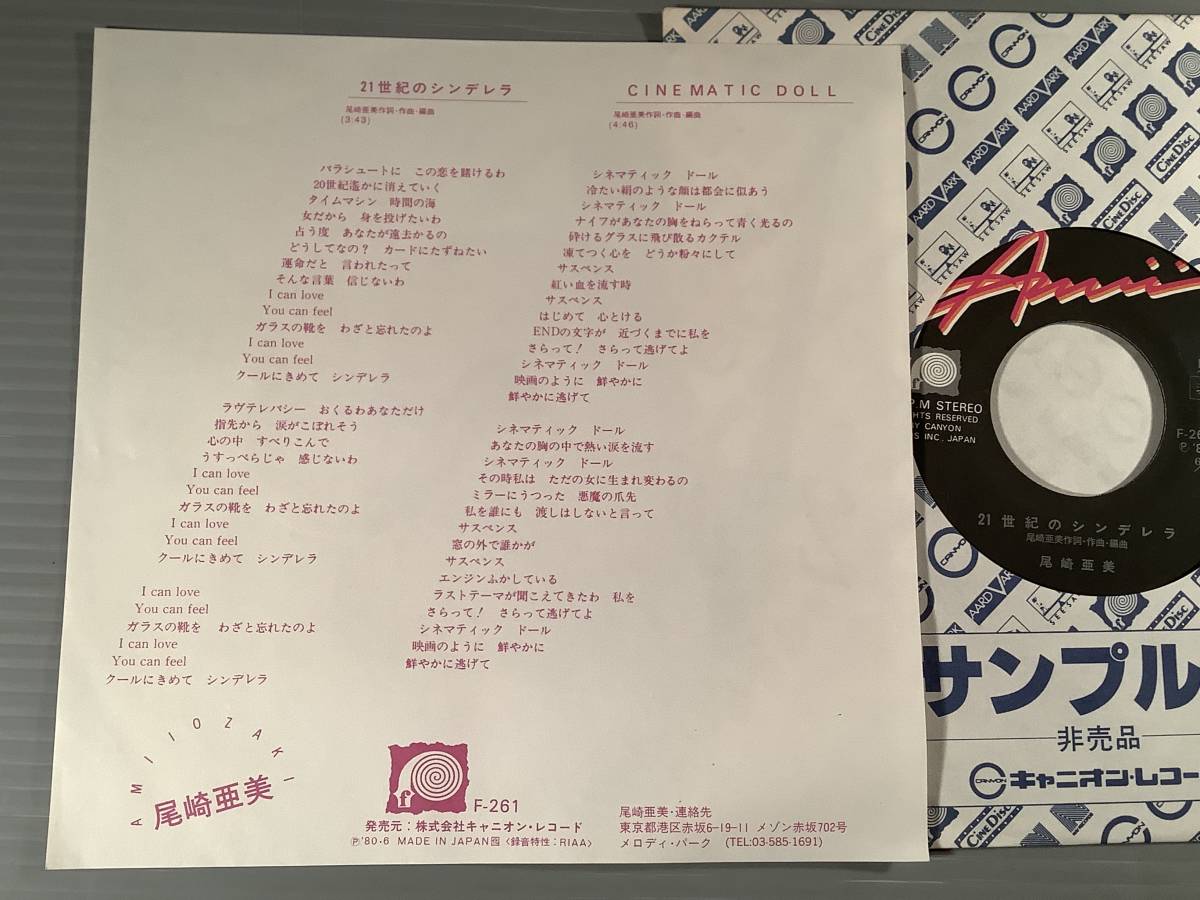 21世紀のシンデレラ
尾崎亜美作詞・作曲・編曲
(3:43)
パラシュートに この恋を賭けるわ
20世紀遙かに消えていく
タイムマシン 時間の海
女だから 身を投げたいわ
占う度 あなたが遠去かるの
どうしてなの? カードにたずねたい
運命だと 言われたって
そんな言葉 信じないわ
I can love
You can feel
ガラスの靴を わざと忘れたのよ
I can love
You can feel
クールにきめて シンデレラ
ラヴテレパシー おくるわあなただけ
指先から 涙がこぼれそう
心の中 すべりこんで
うすっぺらじゃ 感じないわ
I can love
You can feel
ガラスの靴を わざと忘れたのよ
I can love
You can feel
クールにきめて シンデレラ
I can love
You can feel
ガラスの靴を わざと忘れたのよ
I can love
You can feel
クールにきめて シンデレラ
CINEMATIC DOLL
尾崎亜美作詞・作曲・編曲
(4:46)
シネマティック ドール
冷たい絹のような顔は都会に似あう
シネマティック ドール
ナイフがあなたの胸をねらって青く光るの
砕けるグラスに飛び散るカクテル
凍てつく心を どうか粉々にして
サスペンス
紅い血を流す時
サスペンス
はじめて 心とける
ENDの文字が 近づくまでに私を
さらって! さらって逃げてよ
シネマティック ドール
映画のように 鮮やかに
鮮やかに逃げて
シネマティック ドール
あなたの胸の中で熱い涙を流す
シネマティック ドール
その時私は ただの女に生まれ変わるの
ミラーにうつった 悪魔の爪先
私を誰にも 渡しはしないと言って
サスペンス
窓の外で誰かが
サスペンス
エンジンふかしている
ラストテーマが聞こえてきたわ 私を
さらって! さらって逃げてよ
シネマティック ドール
映画のように 鮮やかに
鮮やかに逃げて
AMII OZAKI
尾崎亜美
f
F-261
発売元:株式会社キャニオン・レコード
Ⓟ'80・6 MADE IN JAPAN 〈録音特性:RIAA〉
尾崎亜美・連絡先
東京都港区赤坂6-19-11 メゾン赤坂702号
メロディ・パーク (TEL:03-585-1691)
Amii
f
P.M STEREO
HTS RESERVED
BY CANYON
S INC. JAPAN
F-26
Ⓟ'8
21世紀のシンデレラ
尾崎亜美作詞・作曲・編曲
尾崎亜美
CANYON
AARDVARK
SEESAW
CineDisc
サンプル
非売品
CANYON キャニオン・レコ